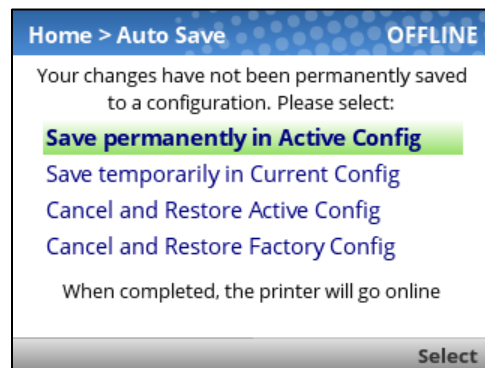 Home > Auto Save OFFLINE
Your changes have not been permanently saved
to a configuration. Please select:
Save permanently in Active Config
Save temporarily in Current Config
Cancel and Restore Active Config
Cancel and Restore Factory Config
When completed, the printer will go online
Select